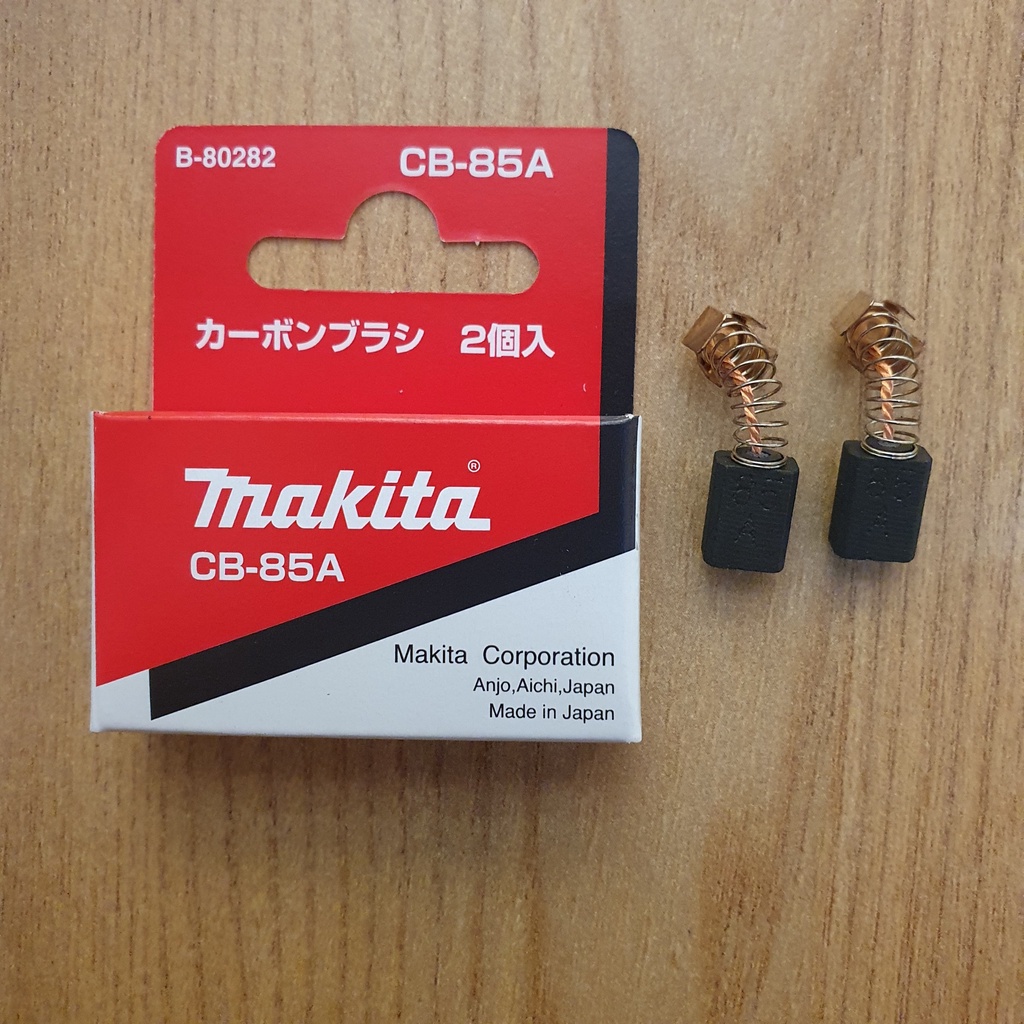 B-80282 CB-85A
カーボンブラシ 2個入
makita®
CB-85A
Makita Corporation
Anjo,Aichi,Japan
Made in Japan